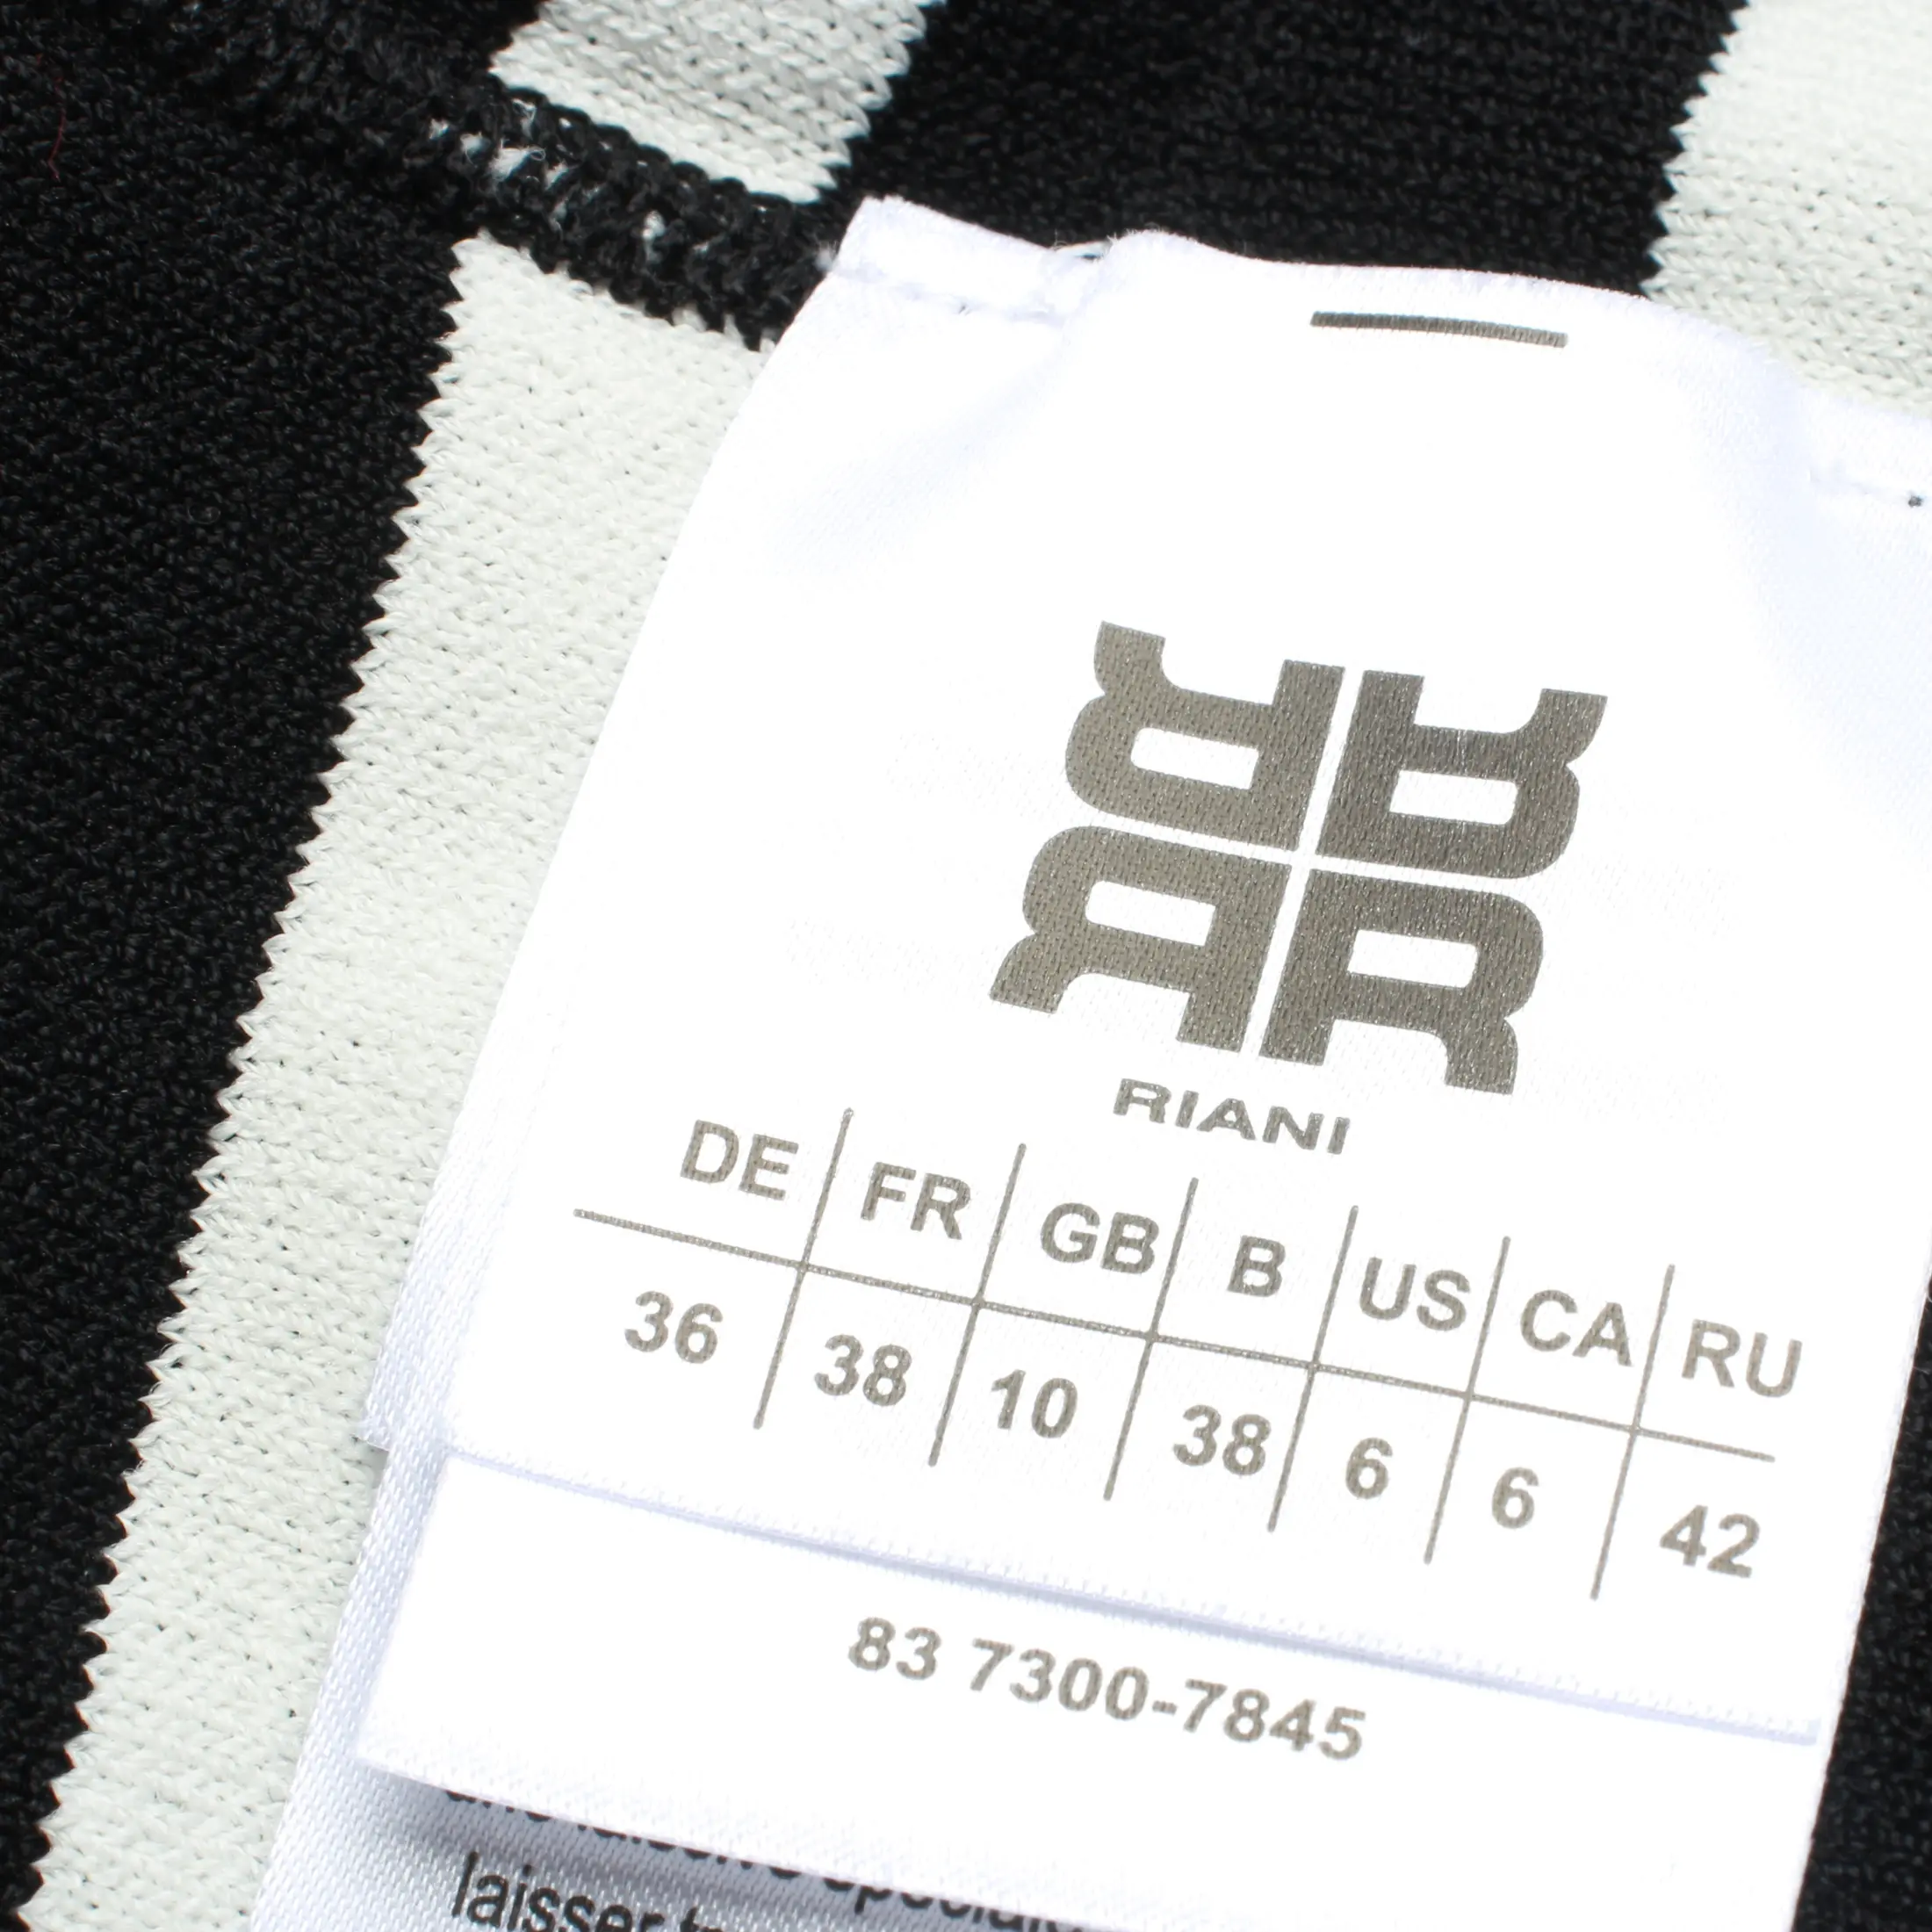 RIANI
DE FR GB B US CA RU
36 38 10 38 6 6 42
83 7300-7845
laisser